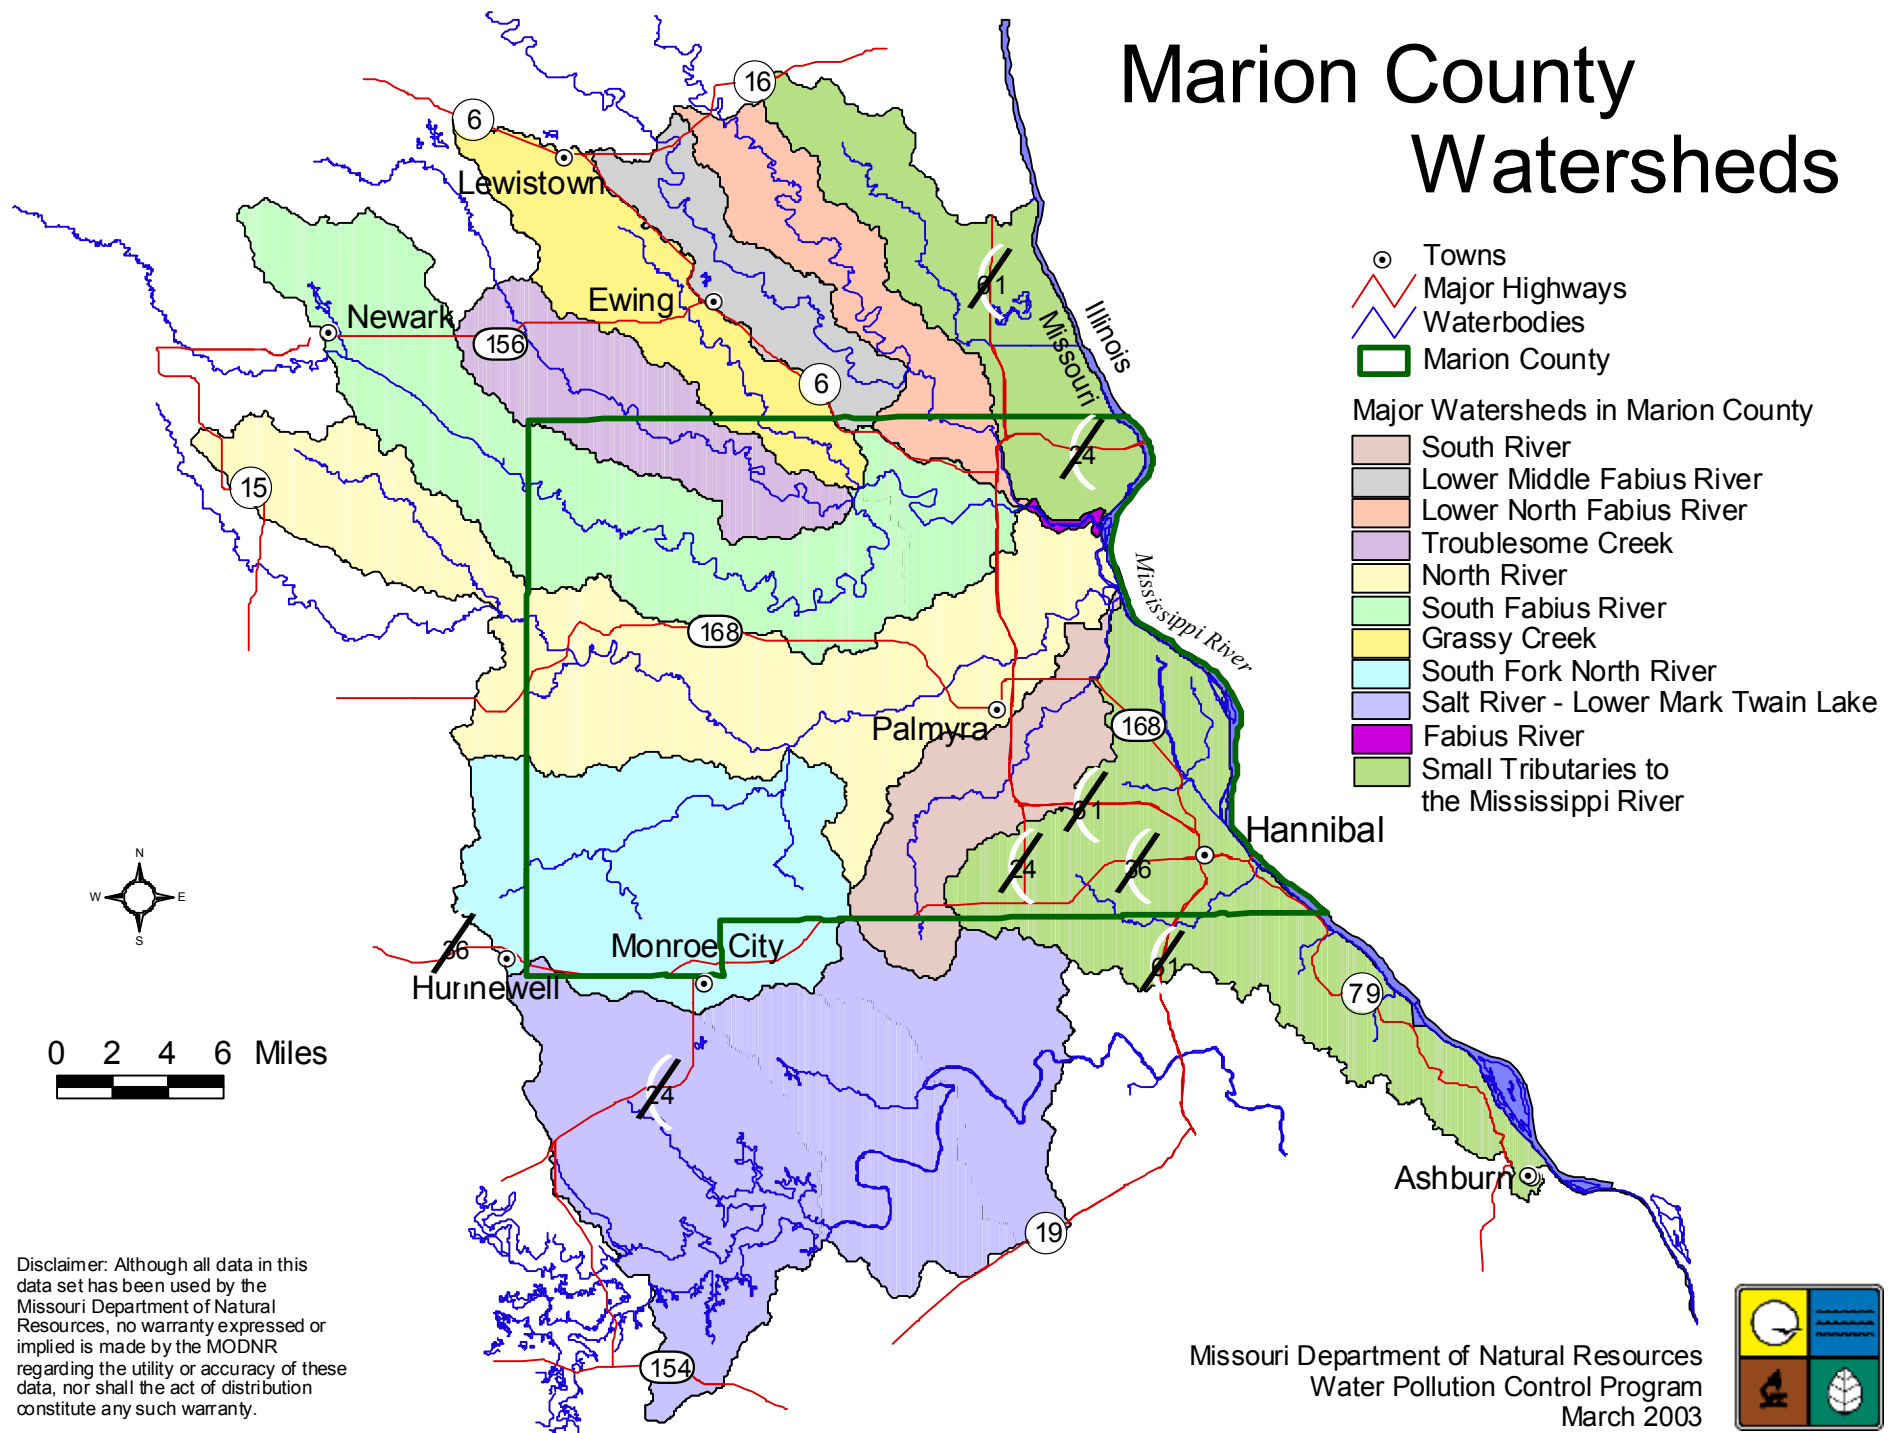 Marion County
Watersheds
16
6
Lewistown
Newark
Ewing
156
6
61
Illinois
Missouri
24
15
168
Mississippi River
Palmyra
168
61
24
36
Hannibal
Monroe City
36
Hunnewell
61
79
24
Ashburn
19
154
Towns
Major Highways
Waterbodies
Marion County
Major Watersheds in Marion County
South River
Lower Middle Fabius River
Lower North Fabius River
Troublesome Creek
North River
South Fabius River
Grassy Creek
South Fork North River
Salt River - Lower Mark Twain Lake
Fabius River
Small Tributaries to
the Mississippi River
N
W
E
S
0 2 4 6 Miles
Disclaimer: Although all data in this
data set has been used by the
Missouri Department of Natural
Resources, no warranty expressed or
implied is made by the MODNR
regarding the utility or accuracy of these
data, nor shall the act of distribution
constitute any such warranty.
Missouri Department of Natural Resources
Water Pollution Control Program
March 2003